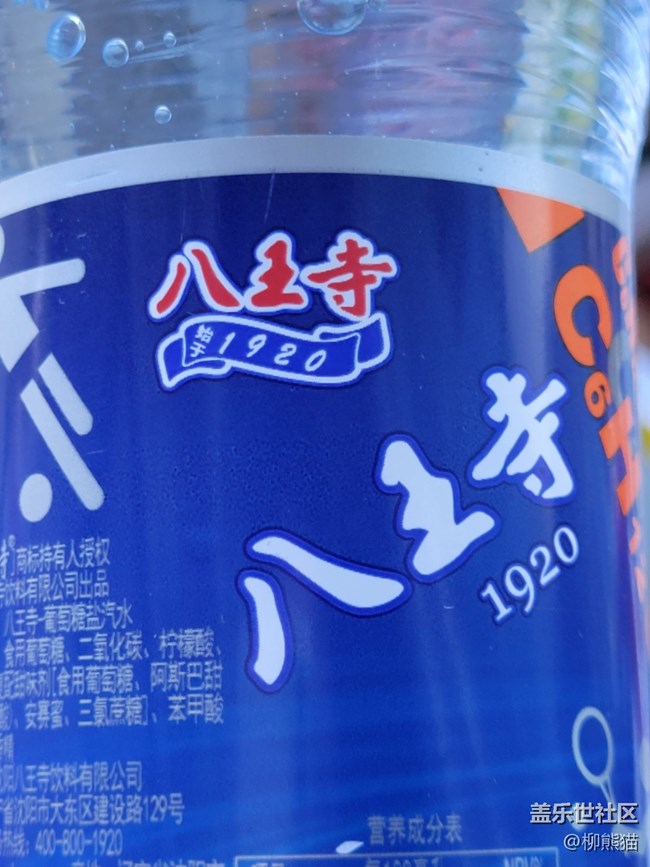 八王寺
始于1920
八王寺
1920
C6H1
商标持有人授权
饮料有限公司出品
八王寺·葡萄糖盐汽水
食用葡萄糖、二氧化碳、柠檬酸、
甜味剂[食用葡萄糖、阿斯巴甜
、安赛蜜、三氯蔗糖]、苯甲酸
八王寺饮料有限公司
省沈阳市大东区建设路129号
热线：400-800-1920
营养成分表
盖乐世社区
@柳熊猫